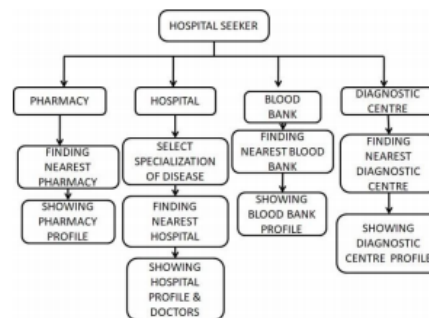 HOSPITAL SEEKER
PHARMACY
HOSPITAL
BLOOD
BANK
DIAGNOSTIC
CENTRE
FINDING
NEAREST
PHARMACY
SELECT
SPECIALIZATION
OF DISEASE
FINDING
NEAREST BLOOD
BANK
FINDING
NEAREST
DIAGNOSTIC
CENTRE
SHOWING
PHARMACY
PROFILE
FINDING
NEAREST
HOSPITAL
SHOWING
BLOOD BANK
PROFILE
SHOWING
DIAGNOSTIC
CENTRE PROFILE
SHOWING
HOSPITAL
PROFILE &
DOCTORS